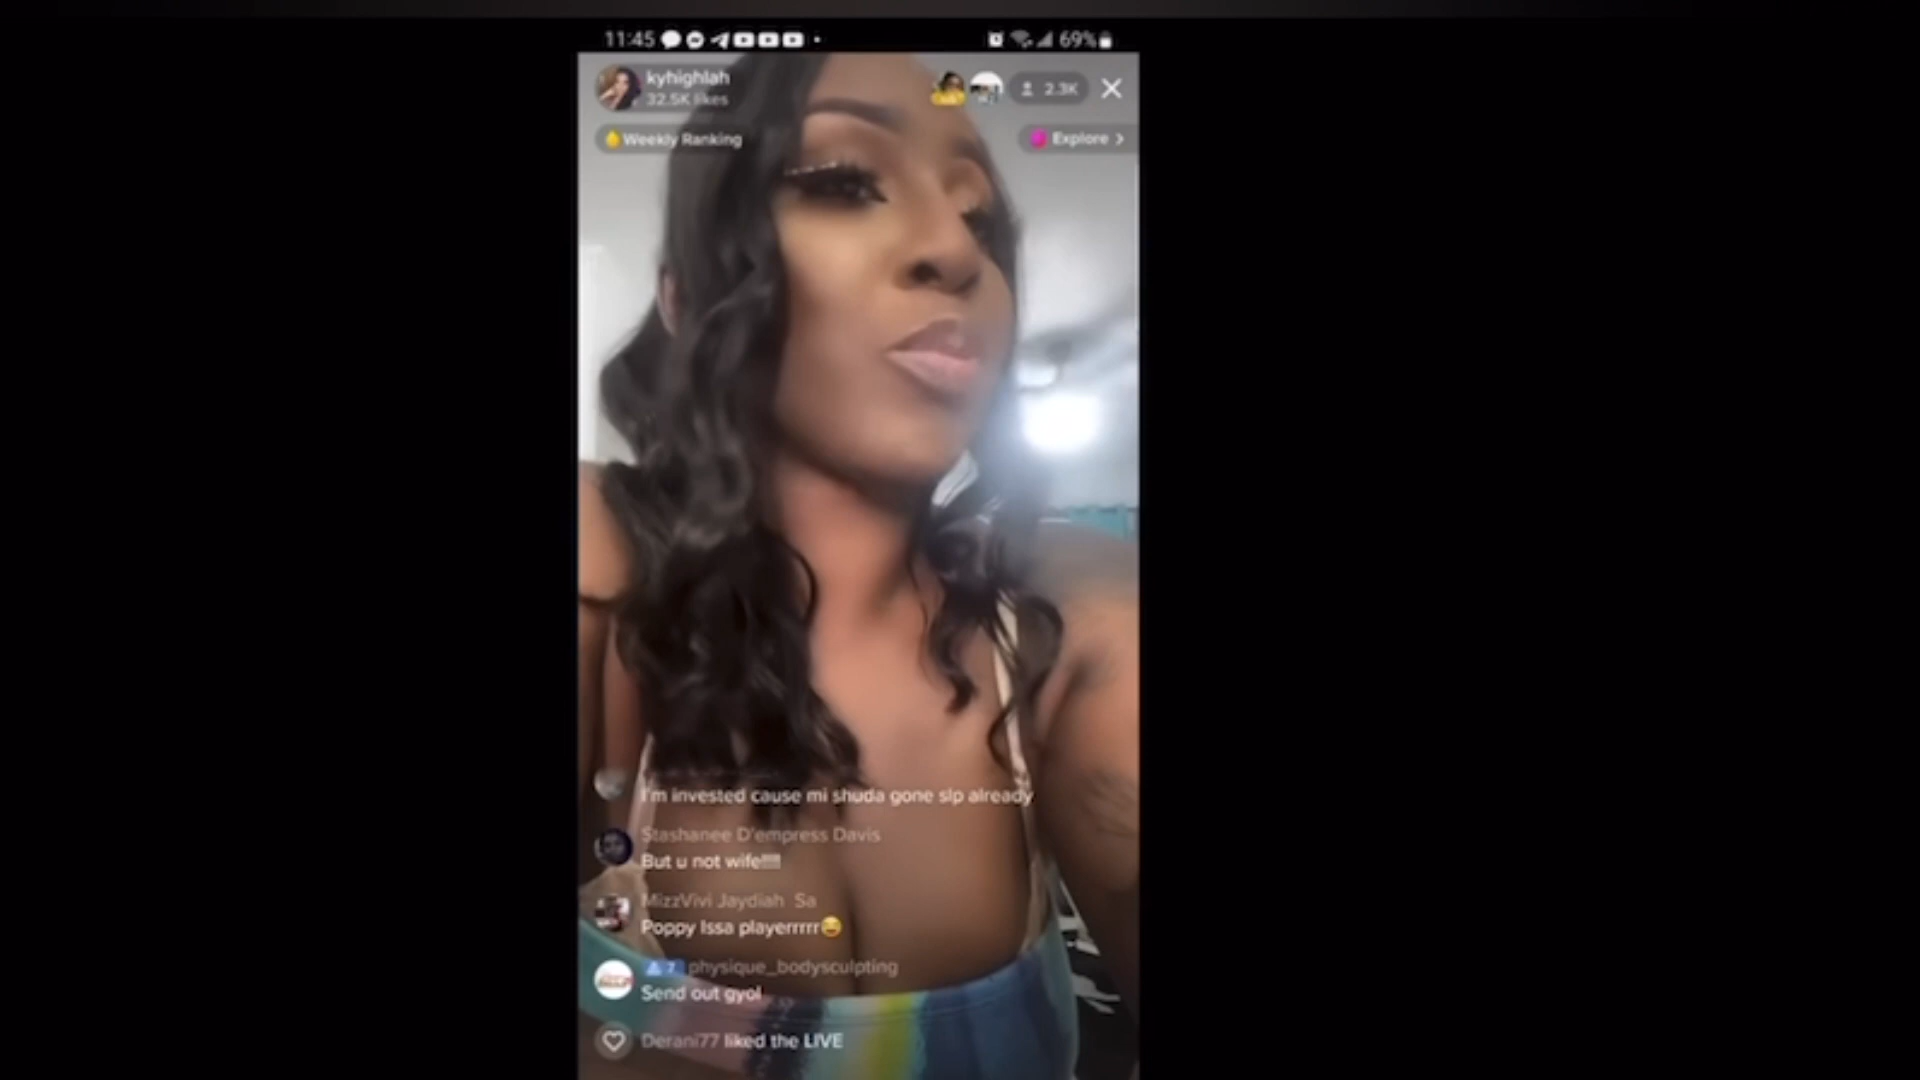 11:45
69%
kyhighlah
32.5K likes
2.3K
Weekly Ranking
Explore >
I'm invested cause mi shuda gone slp already
Stashanee D'empress Davis
But u not wife
MizzVivi Jaydiah Sa
Poppy Issa playerrrrr😂
7 physique_bodysculpting
Send out gyol
Derani77 liked the LIVE